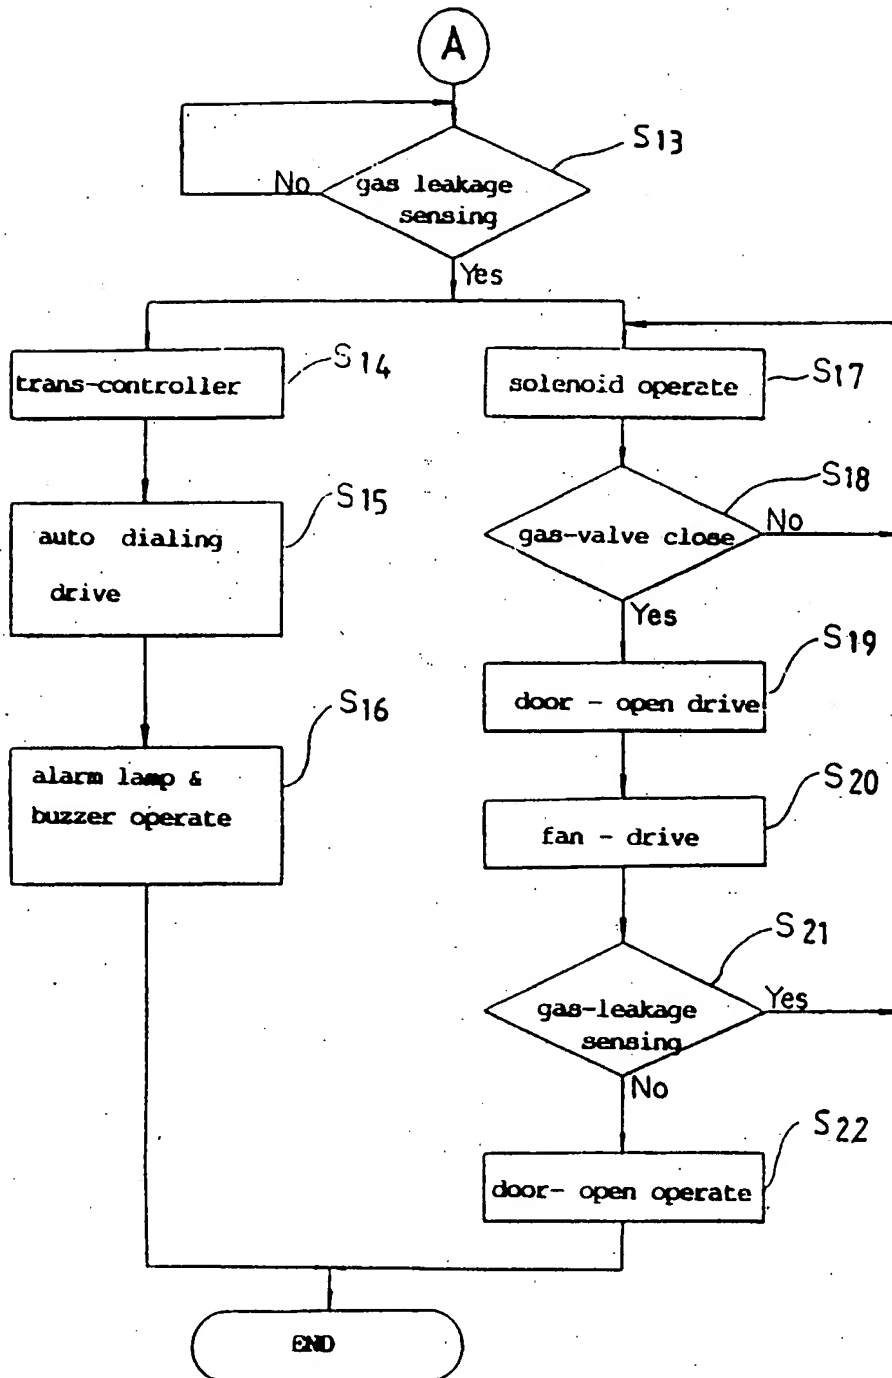 A
S13
No
gas leakage
sensing
Yes
trans-controller
S14
solenoid operate
S17
auto dialing
drive
S15
gas-valve close
S18
No
Yes
alarm lamp &
buzzer operate
S16
door - open drive
S19
fan - drive
S20
gas-leakage
sensing
S21
Yes
No
door- open operate
S22
END